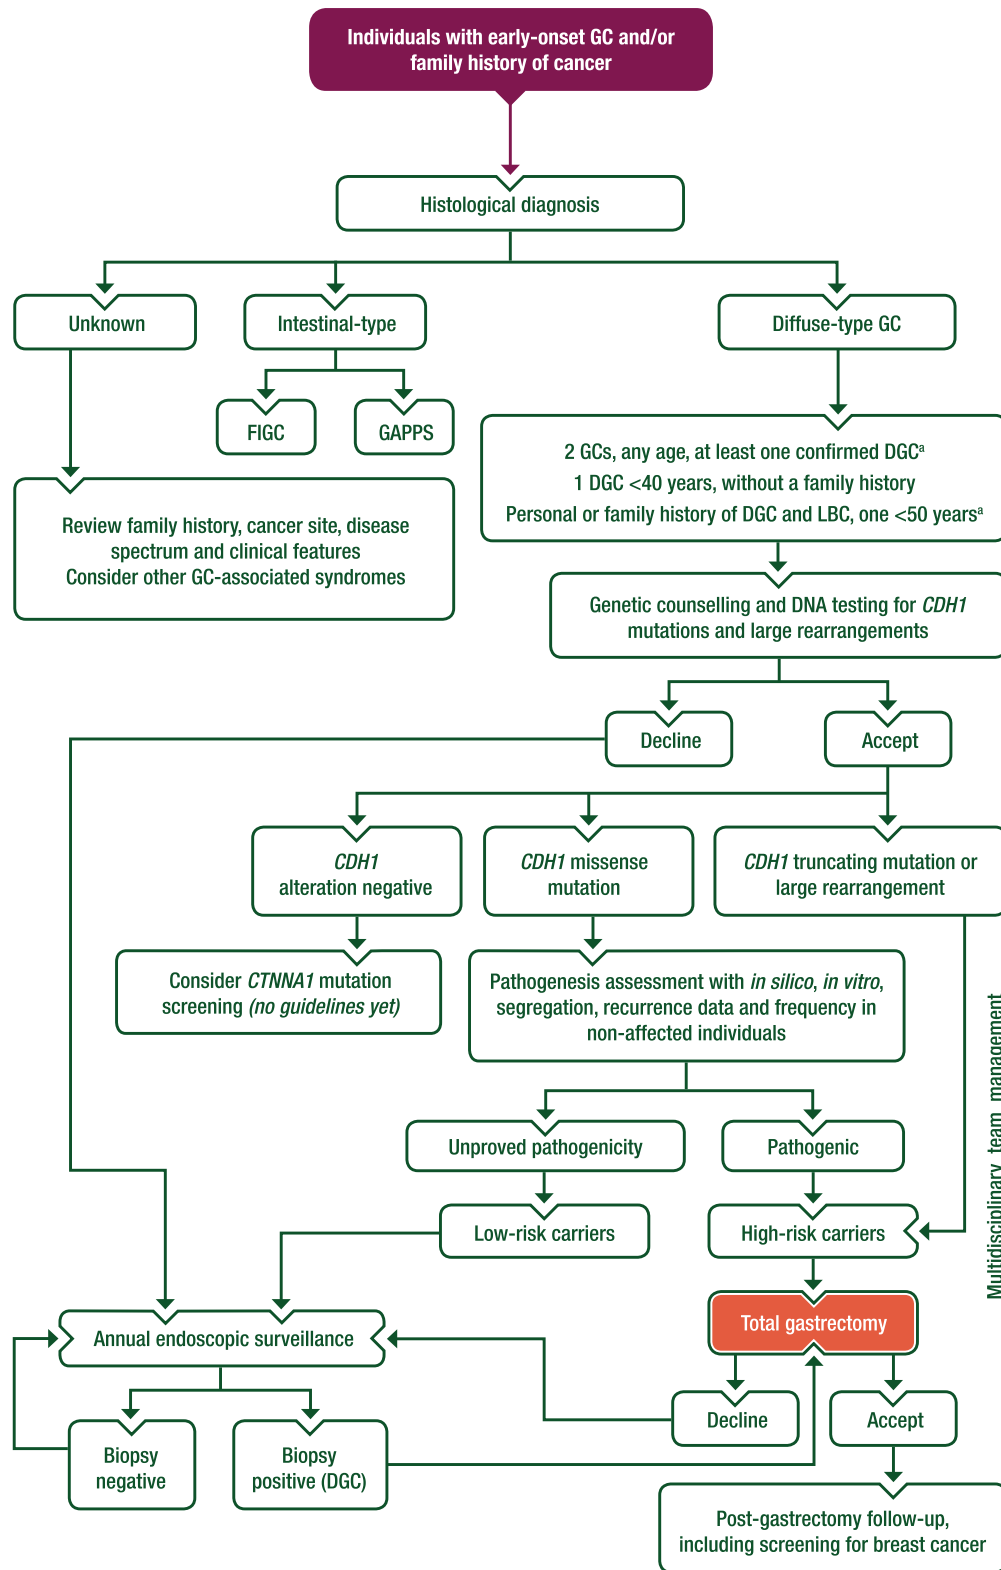 Individuals with early-onset GC and/or
family history of cancer
Histological diagnosis
Unknown
Intestinal-type
Diffuse-type GC
FIGC
GAPPS
2 GCs, any age, at least one confirmed DGCᵃ
1 DGC <40 years, without a family history
Personal or family history of DGC and LBC, one <50 yearsᵃ
Review family history, cancer site, disease
spectrum and clinical features
Consider other GC-associated syndromes
Genetic counselling and DNA testing for CDH1
mutations and large rearrangements
Decline
Accept
CDH1
alteration negative
CDH1 missense
mutation
CDH1 truncating mutation or
large rearrangement
Consider CTNNA1 mutation
screening (no guidelines yet)
Pathogenesis assessment with in silico, in vitro,
segregation, recurrence data and frequency in
non-affected individuals
Multidisciplinary team management
Unproved pathogenicity
Pathogenic
Low-risk carriers
High-risk carriers
Annual endoscopic surveillance
Total gastrectomy
Decline
Accept
Biopsy
negative
Biopsy
positive (DGC)
Post-gastrectomy follow-up,
including screening for breast cancer